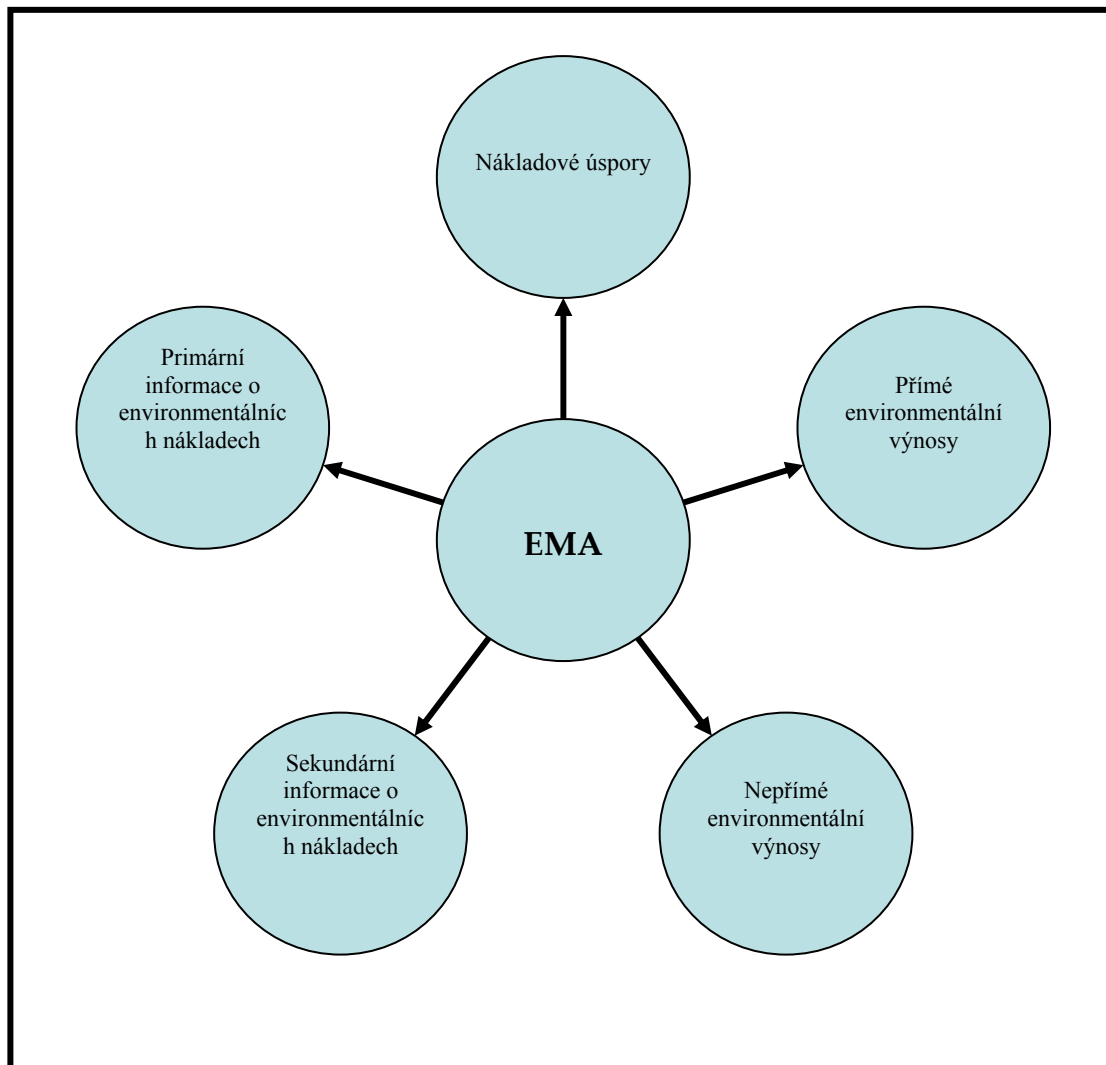 Nákladové úspory
Primární
informace o
environmentálníc
h nákladech
Přímé
environmentální
výnosy
EMA
Sekundární
informace o
environmentálníc
h nákladech
Nepřímé
environmentální
výnosy